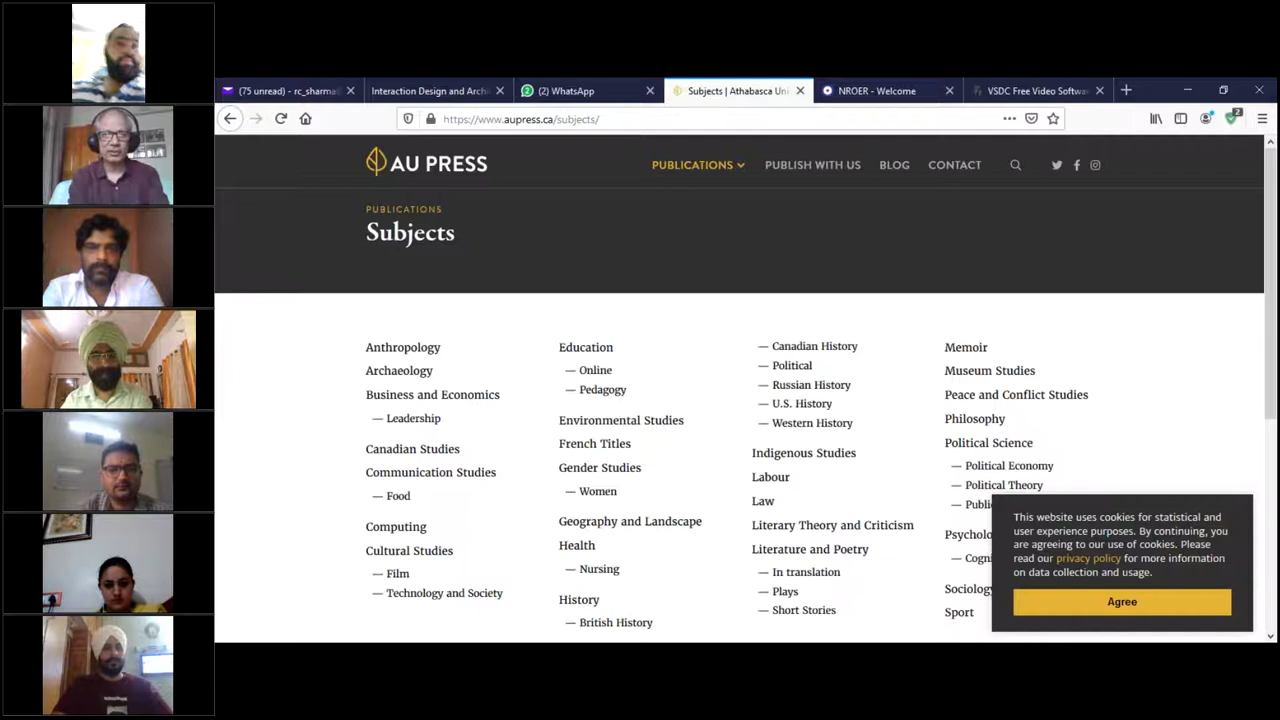 (75 unread) - rc_sharma@
Interaction Design and Archi
(2) WhatsApp
Subjects | Athabasca Uni
NROER - Welcome
VSDC Free Video Softwa
https://www.aupress.ca/subjects/
2
AU PRESS
PUBLICATIONS
PUBLISH WITH US
BLOG
CONTACT
PUBLICATIONS
Subjects
Anthropology
Archaeology
Business and Economics
— Leadership
Canadian Studies
Communication Studies
— Food
Computing
Cultural Studies
— Film
— Technology and Society
Education
— Online
— Pedagogy
Environmental Studies
French Titles
Gender Studies
— Women
Geography and Landscape
Health
— Nursing
History
— British History
— Canadian History
— Political
— Russian History
— U.S. History
— Western History
Indigenous Studies
Labour
Law
Literary Theory and Criticism
Literature and Poetry
— In translation
— Plays
— Short Stories
Memoir
Museum Studies
Peace and Conflict Studies
Philosophy
Political Science
— Political Economy
— Political Theory
— Publi
Psycholo
— Cogni
Sociology
Sport
This website uses cookies for statistical and
user experience purposes. By continuing, you
are agreeing to our use of cookies. Please
read our privacy policy for more information
on data collection and usage.
Agree